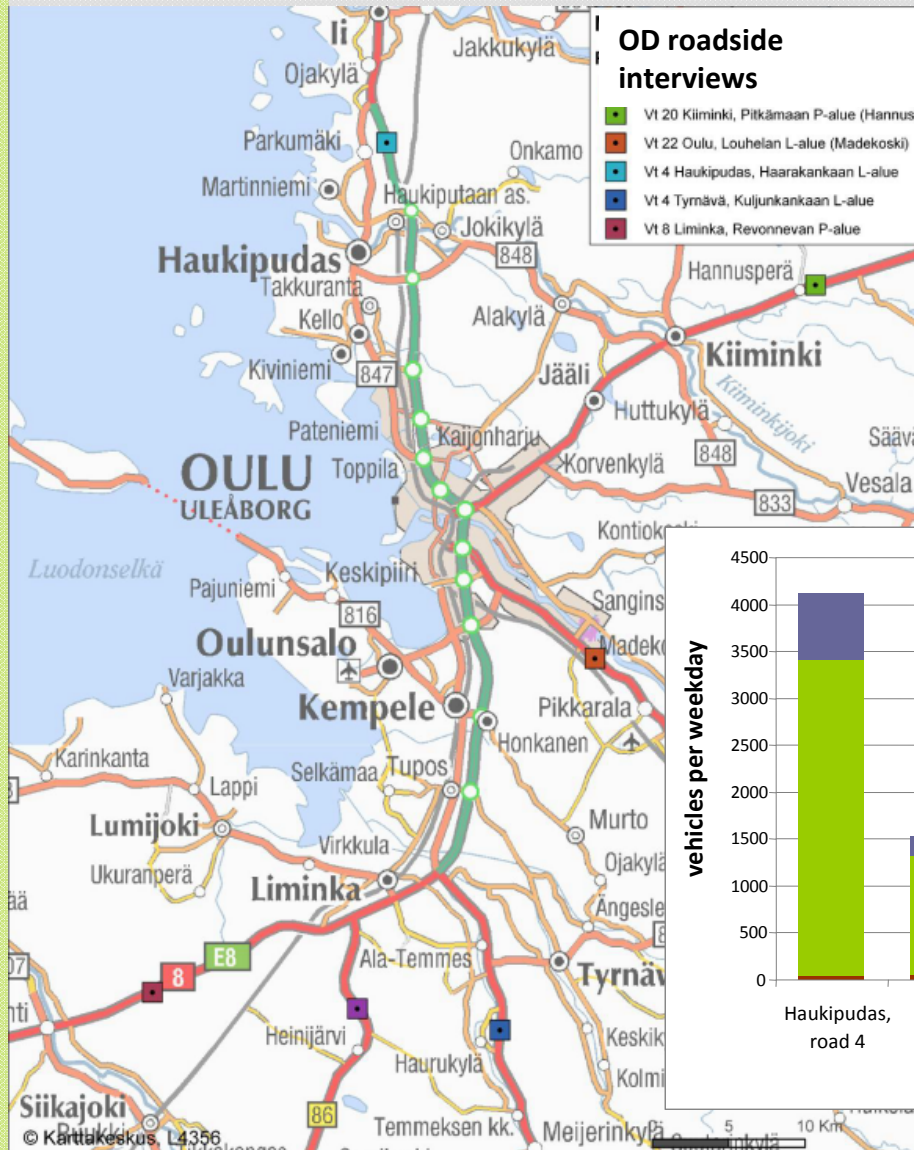 Ii
Jakkukylä
Ojakylä
OD roadside
interviews
Vt 20 Kiiminki, Pitkämaan P-alue (Hannus
Vt 22 Oulu, Louhelan L-alue (Madekoski)
Vt 4 Haukipudas, Haarakankaan L-alue
Vt 4 Tyrnävä, Kuljunkankaan L-alue
Vt 8 Liminka, Revonnevan P-alue
Parkumäki
Onkamo
Martinniemi
Haukiputaan as.
Jokikylä
Haukipudas
848
Hannusperä
Takkuranta
Alakylä
Kello
Kiiminki
Kiviniemi
847
Jääli
Huttukylä
Kiiminkijoki
Pateniemi
Kaijonharju
Toppila
Korvenkylä
848
OULU
ULEÅBORG
Vesala
833
Luodonselkä
Keskipiiri
Pajuniemi
816
Sangins
Oulunsalo
Madeko
Varjakka
Kempele
Pikkarala
Honkanen
Karinkanta
Selkämaa
Tupos
Lappi
Lumijoki
Murto
Virkkula
Ojakylä
Ukuranperä
Liminka
Ängesle
E8
8
Ala-Temmes
Tyrnäv
07
Heinijärvi
Haurukylä
Keskik
Kolmi
Siikajoki
86
Ruukki
Temmeksen kk.
Meijerinkylä
© Karttakeskus, L4356
5
10 Km
vehicles per weekday
4500
4000
3500
3000
2500
2000
1500
1000
500
0
Haukipudas,
road 4